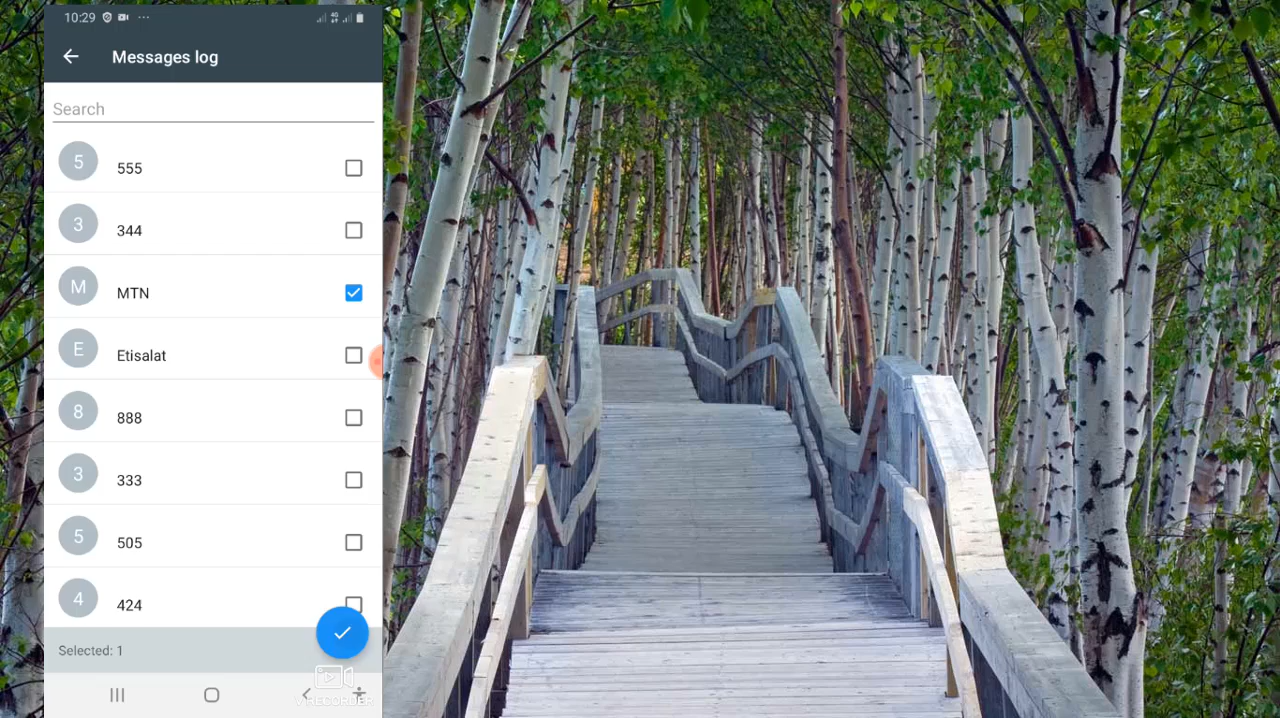 10:29
Messages log
Search
5 555
3 344
M MTN
E Etisalat
8 888
3 333
5 505
4 424
Selected: 1
V RECORDER